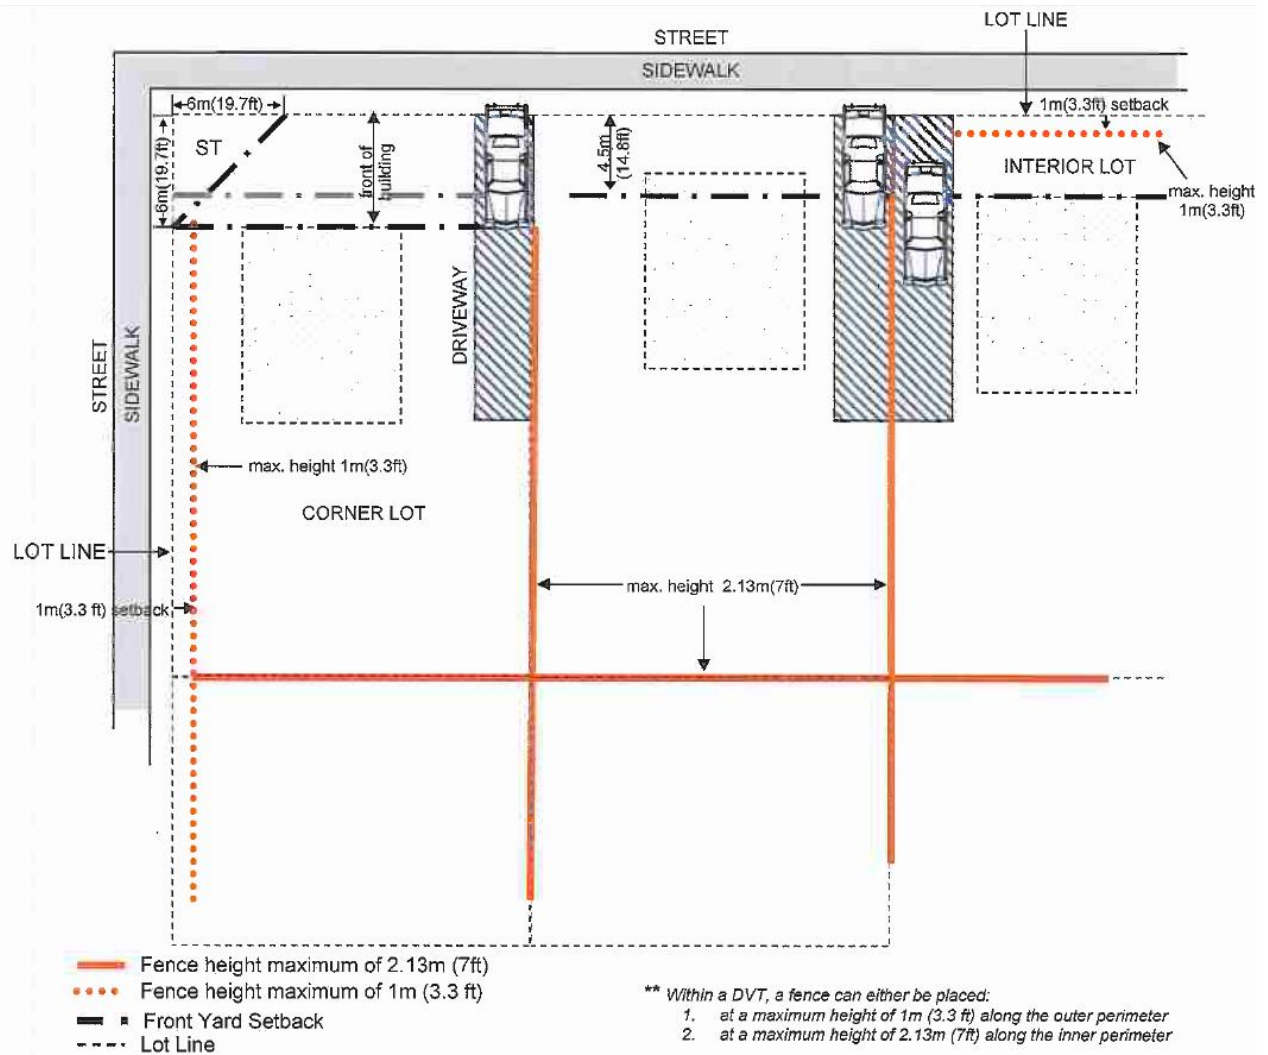 LOT LINE
STREET
SIDEWALK
6m(19.7ft)
1m(3.3ft) setback
ST
6m(19.7ft)
front of
building
4.5m
(14.8ft)
INTERIOR LOT
max. height
1m(3.3ft)
DRIVEWAY
STREET
SIDEWALK
max. height 1m(3.3ft)
CORNER LOT
LOT LINE
max. height 2.13m(7ft)
1m(3.3 ft) setback
Fence height maximum of 2.13m (7ft)
Fence height maximum of 1m (3.3 ft)
Front Yard Setback
Lot Line
** Within a DVT, a fence can either be placed:
1. at a maximum height of 1m (3.3 ft) along the outer perimeter
2. at a maximum height of 2.13m (7ft) along the inner perimeter